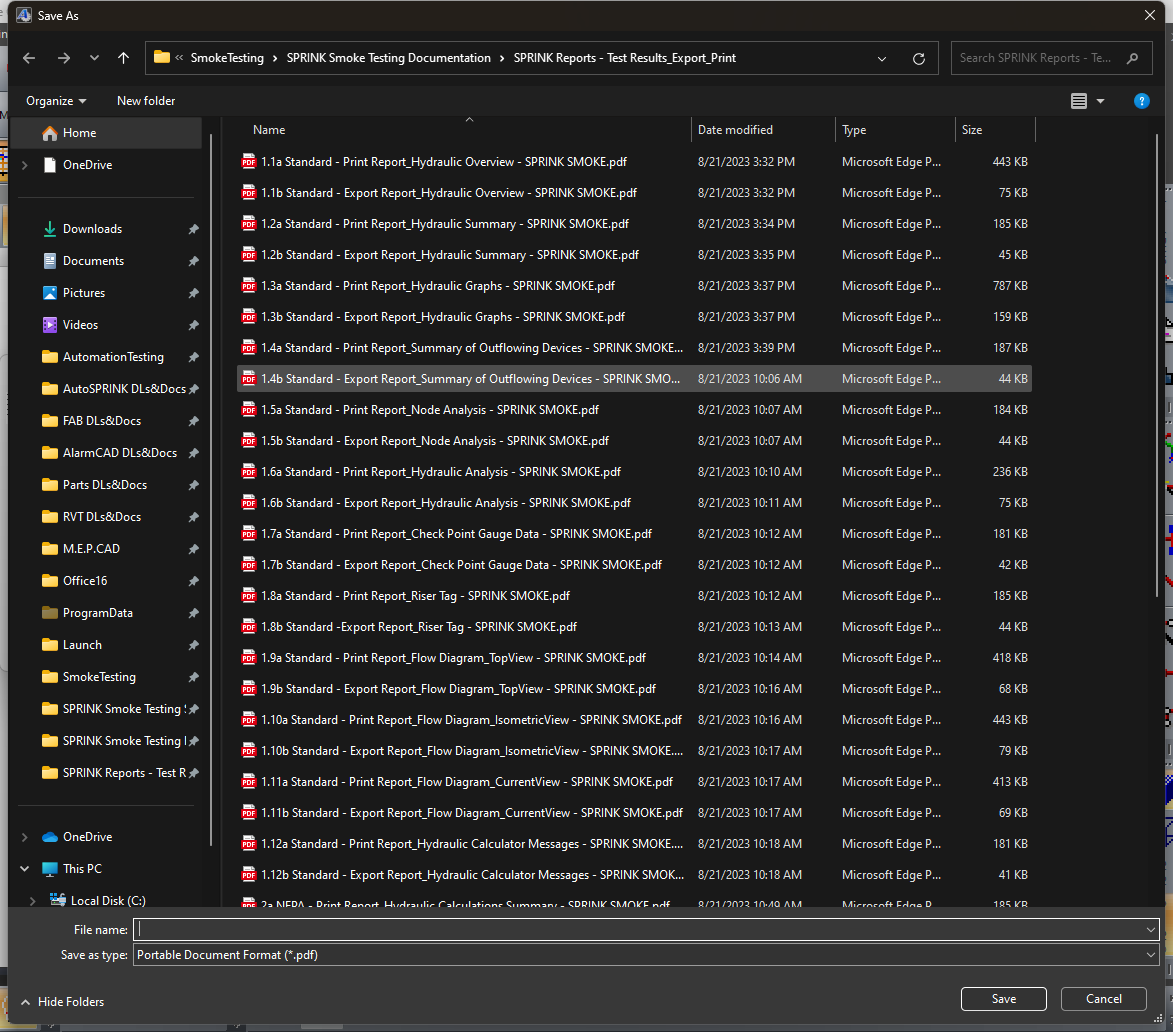 Save As
SmokeTesting > SPRINK Smoke Testing Documentation > SPRINK Reports - Test Results_Export_Print
Search SPRINK Reports - Te...
Organize
New folder
Home
OneDrive
Downloads
Documents
Pictures
Videos
AutomationTesting
AutoSPRINK DLs&Docs
FAB DLs&Docs
AlarmCAD DLs&Docs
Parts DLs&Docs
RVT DLs&Docs
M.E.P.CAD
Office16
ProgramData
Launch
SmokeTesting
SPRINK Smoke Testing
SPRINK Smoke Testing
SPRINK Reports - Test R
OneDrive
This PC
Local Disk (C:)
Name Date modified Type Size
1.1a Standard - Print Report_Hydraulic Overview - SPRINK SMOKE.pdf 8/21/2023 3:32 PM Microsoft Edge P... 443 KB
1.1b Standard - Export Report_Hydraulic Overview - SPRINK SMOKE.pdf 8/21/2023 3:32 PM Microsoft Edge P... 75 KB
1.2a Standard - Print Report_Hydraulic Summary - SPRINK SMOKE.pdf 8/21/2023 3:34 PM Microsoft Edge P... 185 KB
1.2b Standard - Export Report_Hydraulic Summary - SPRINK SMOKE.pdf 8/21/2023 3:35 PM Microsoft Edge P... 45 KB
1.3a Standard - Print Report_Hydraulic Graphs - SPRINK SMOKE.pdf 8/21/2023 3:37 PM Microsoft Edge P... 787 KB
1.3b Standard - Export Report_Hydraulic Graphs - SPRINK SMOKE.pdf 8/21/2023 3:37 PM Microsoft Edge P... 159 KB
1.4a Standard - Print Report_Summary of Outflowing Devices - SPRINK SMOKE... 8/21/2023 3:39 PM Microsoft Edge P... 187 KB
1.4b Standard - Export Report_Summary of Outflowing Devices - SPRINK SMO... 8/21/2023 10:06 AM Microsoft Edge P... 44 KB
1.5a Standard - Print Report_Node Analysis - SPRINK SMOKE.pdf 8/21/2023 10:07 AM Microsoft Edge P... 184 KB
1.5b Standard - Export Report_Node Analysis - SPRINK SMOKE.pdf 8/21/2023 10:07 AM Microsoft Edge P... 44 KB
1.6a Standard - Print Report_Hydraulic Analysis - SPRINK SMOKE.pdf 8/21/2023 10:10 AM Microsoft Edge P... 236 KB
1.6b Standard - Export Report_Hydraulic Analysis - SPRINK SMOKE.pdf 8/21/2023 10:11 AM Microsoft Edge P... 75 KB
1.7a Standard - Print Report_Check Point Gauge Data - SPRINK SMOKE.pdf 8/21/2023 10:12 AM Microsoft Edge P... 181 KB
1.7b Standard - Export Report_Check Point Gauge Data - SPRINK SMOKE.pdf 8/21/2023 10:12 AM Microsoft Edge P... 42 KB
1.8a Standard - Print Report_Riser Tag - SPRINK SMOKE.pdf 8/21/2023 10:12 AM Microsoft Edge P... 185 KB
1.8b Standard -Export Report_Riser Tag - SPRINK SMOKE.pdf 8/21/2023 10:13 AM Microsoft Edge P... 44 KB
1.9a Standard - Print Report_Flow Diagram_TopView - SPRINK SMOKE.pdf 8/21/2023 10:14 AM Microsoft Edge P... 418 KB
1.9b Standard - Export Report_Flow Diagram_TopView - SPRINK SMOKE.pdf 8/21/2023 10:16 AM Microsoft Edge P... 68 KB
1.10a Standard - Print Report_Flow Diagram_IsometricView - SPRINK SMOKE.pdf 8/21/2023 10:16 AM Microsoft Edge P... 443 KB
1.10b Standard - Export Report_Flow Diagram_IsometricView - SPRINK SMOKE.... 8/21/2023 10:17 AM Microsoft Edge P... 79 KB
1.11a Standard - Print Report_Flow Diagram_CurrentView - SPRINK SMOKE.pdf 8/21/2023 10:17 AM Microsoft Edge P... 413 KB
1.11b Standard - Export Report_Flow Diagram_CurrentView - SPRINK SMOKE.pdf 8/21/2023 10:17 AM Microsoft Edge P... 69 KB
1.12a Standard - Print Report_Hydraulic Calculator Messages - SPRINK SMOKE.... 8/21/2023 10:18 AM Microsoft Edge P... 181 KB
1.12b Standard - Export Report_Hydraulic Calculator Messages - SPRINK SMOK... 8/21/2023 10:18 AM Microsoft Edge P... 41 KB
2a NFPA - Print Report_Hydraulic Calculations Summary - SPRINK SMOKE.pdf 8/21/2023 10:49 AM Microsoft Edge P... 185 KB
File name:
Save as type: Portable Document Format (*.pdf)
Hide Folders
Save
Cancel